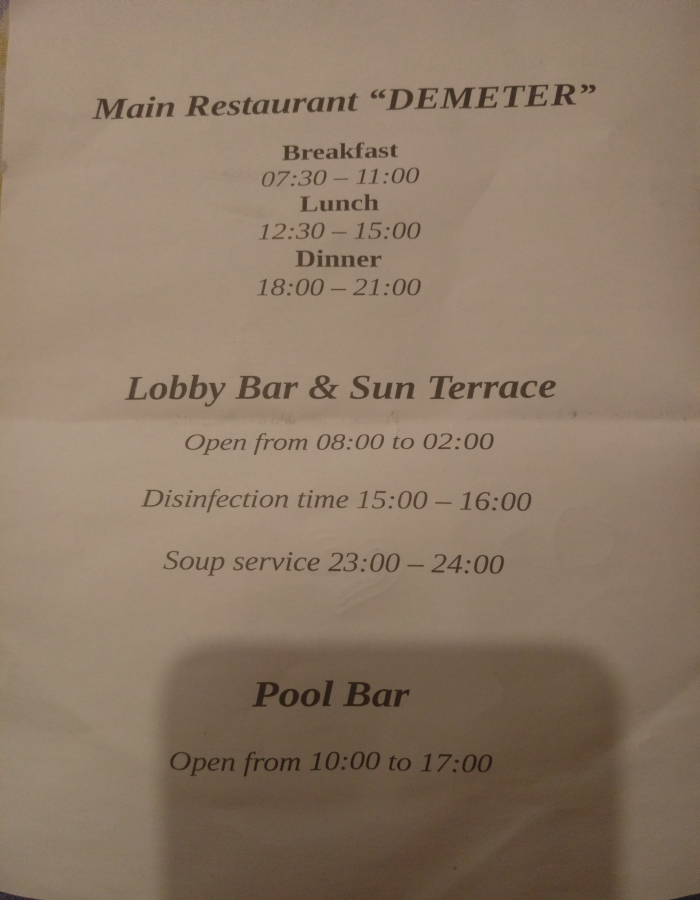 Main Restaurant “DEMETER”
Breakfast
07:30 – 11:00
Lunch
12:30 – 15:00
Dinner
18:00 – 21:00
Lobby Bar & Sun Terrace
Open from 08:00 to 02:00
Disinfection time 15:00 – 16:00
Soup service 23:00 – 24:00
Pool Bar
Open from 10:00 to 17:00